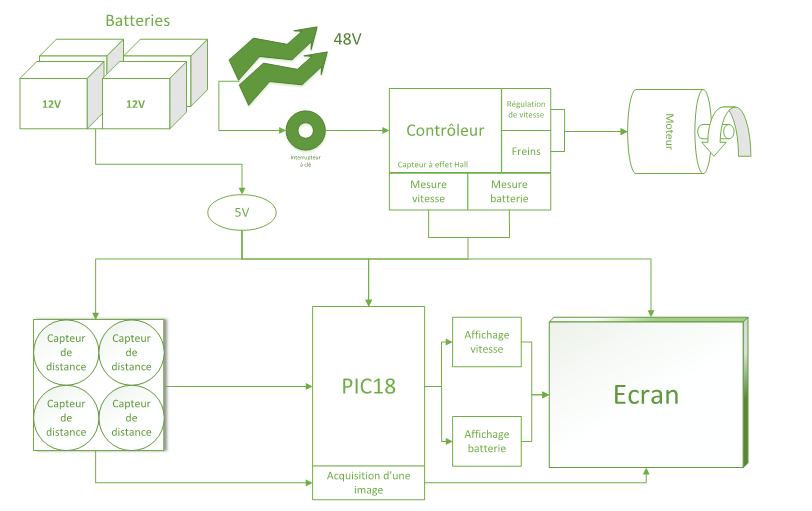 Batteries
48V
12V
12V
Interrupteur
à clé
Contrôleur
Capteur à effet Hall
Régulation
de vitesse
Freins
Mesure
vitesse
Mesure
batterie
Moteur
5V
Capteur
de
distance
Capteur
de
distance
Capteur
de
distance
Capteur
de
distance
PIC18
Acquisition d'une
image
Affichage
vitesse
Affichage
batterie
Ecran